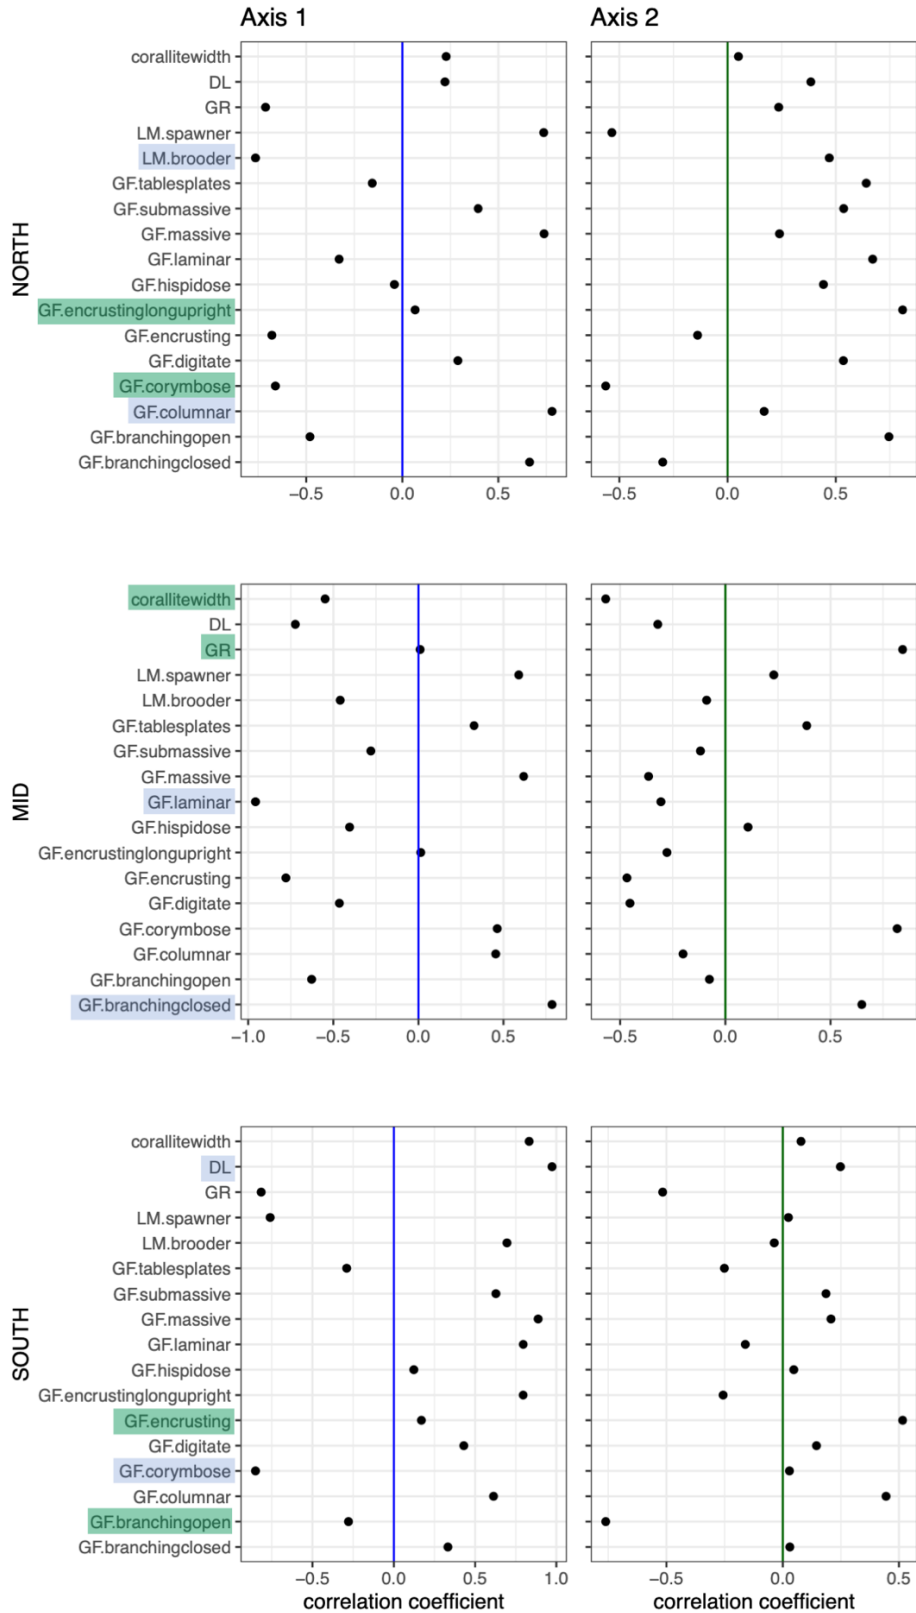 Axis 1 Axis 2
NORTH
corallitewidth
DL
GR
LM.spawner
LM.brooder
GF.tablesplates
GF.submassive
GF.massive
GF.laminar
GF.hispidose
GF.encrustinglongupright
GF.encrusting
GF.digitate
GF.corymbose
GF.columnar
GF.branchingopen
GF.branchingclosed
−0.5 0.0 0.5 −0.5 0.0 0.5
MID
corallitewidth
DL
GR
LM.spawner
LM.brooder
GF.tablesplates
GF.submassive
GF.massive
GF.laminar
GF.hispidose
GF.encrustinglongupright
GF.encrusting
GF.digitate
GF.corymbose
GF.columnar
GF.branchingopen
GF.branchingclosed
−1.0 −0.5 0.0 0.5 −0.5 0.0 0.5
SOUTH
corallitewidth
DL
GR
LM.spawner
LM.brooder
GF.tablesplates
GF.submassive
GF.massive
GF.laminar
GF.hispidose
GF.encrustinglongupright
GF.encrusting
GF.digitate
GF.corymbose
GF.columnar
GF.branchingopen
GF.branchingclosed
−0.5 0.0 0.5 1.0 −0.5 0.0 0.5
correlation coefficient correlation coefficient